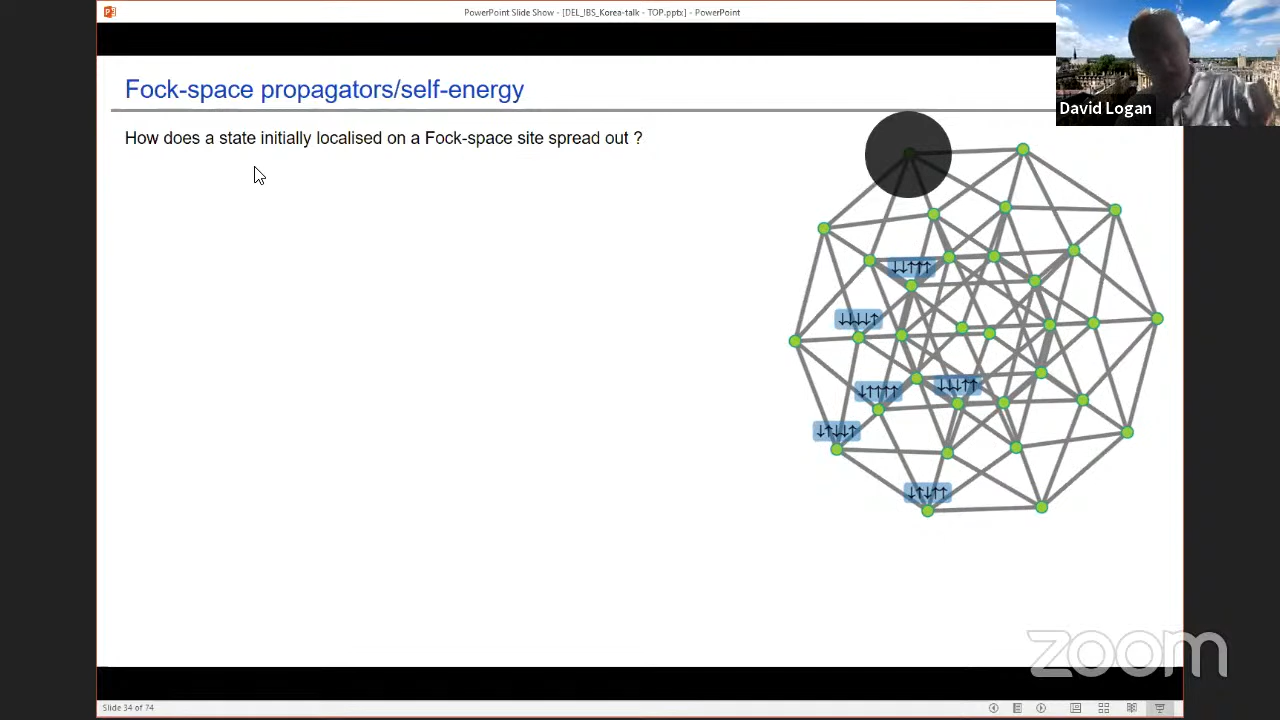 PowerPoint Slide Show - [DEL_IBS_Korea-talk - TOP.pptx] - PowerPoint
David Logan
Fock-space propagators/self-energy
How does a state initially localised on a Fock-space site spread out ?
↓↓↑↑↑
↓↓↓↓↑
↓↑↑↑↑
↓↓↓↑↑
↓↑↓↓↑
↓↑↓↑↑
zoom
Slide 34 of 74